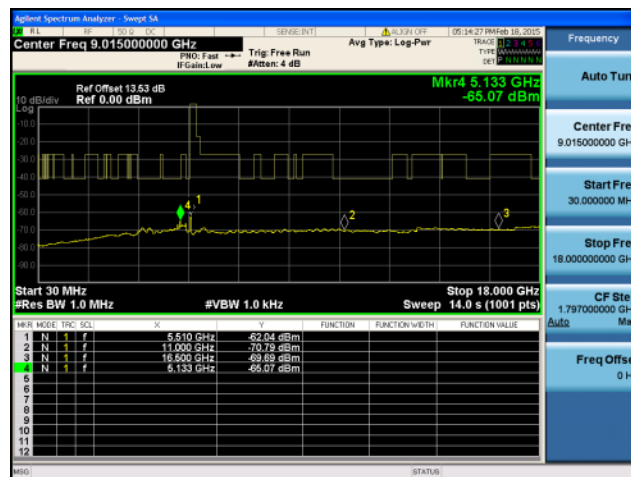 Agilent Spectrum Analyzer - Swept SA
RL RF 50 Ω DC SENSE:INT ALIGN OFF 05:14:27 PM Feb 18, 2015
Center Freq 9.015000000 GHz Avg Type: Log-Pwr TRACE 1 2 3 4 5 6
PNO: Fast Trig: Free Run TYPE
IFGain:Low #Atten: 4 dB DET P N N N N N
Mkr4 5.133 GHz
-65.07 dBm
Ref Offset 13.53 dB
10 dB/div Ref 0.00 dBm
Log
-10.0
-20.0
-30.0
-40.0
-50.0
-60.0
-70.0
-80.0
-90.0
4 1 2 3
Start 30 MHz Stop 18.000 GHz
#Res BW 1.0 MHz #VBW 1.0 kHz Sweep 14.0 s (1001 pts)
MKR MODE TRC SCL X Y FUNCTION FUNCTION WIDTH FUNCTION VALUE
1 N 1 f 5.510 GHz -62.04 dBm
2 N 1 f 11.000 GHz -70.79 dBm
3 N 1 f 16.500 GHz -69.69 dBm
4 N 1 f 5.133 GHz -65.07 dBm
5
6
7
8
9
10
11
12
MSG STATUS
Frequency
Auto Tun
Center Fre
9.015000000 GH
Start Fre
30.000000 MH
Stop Fre
18.000000000 GH
CF Ste
1.797000000 GH
Auto Ma
Freq Offse
0 H